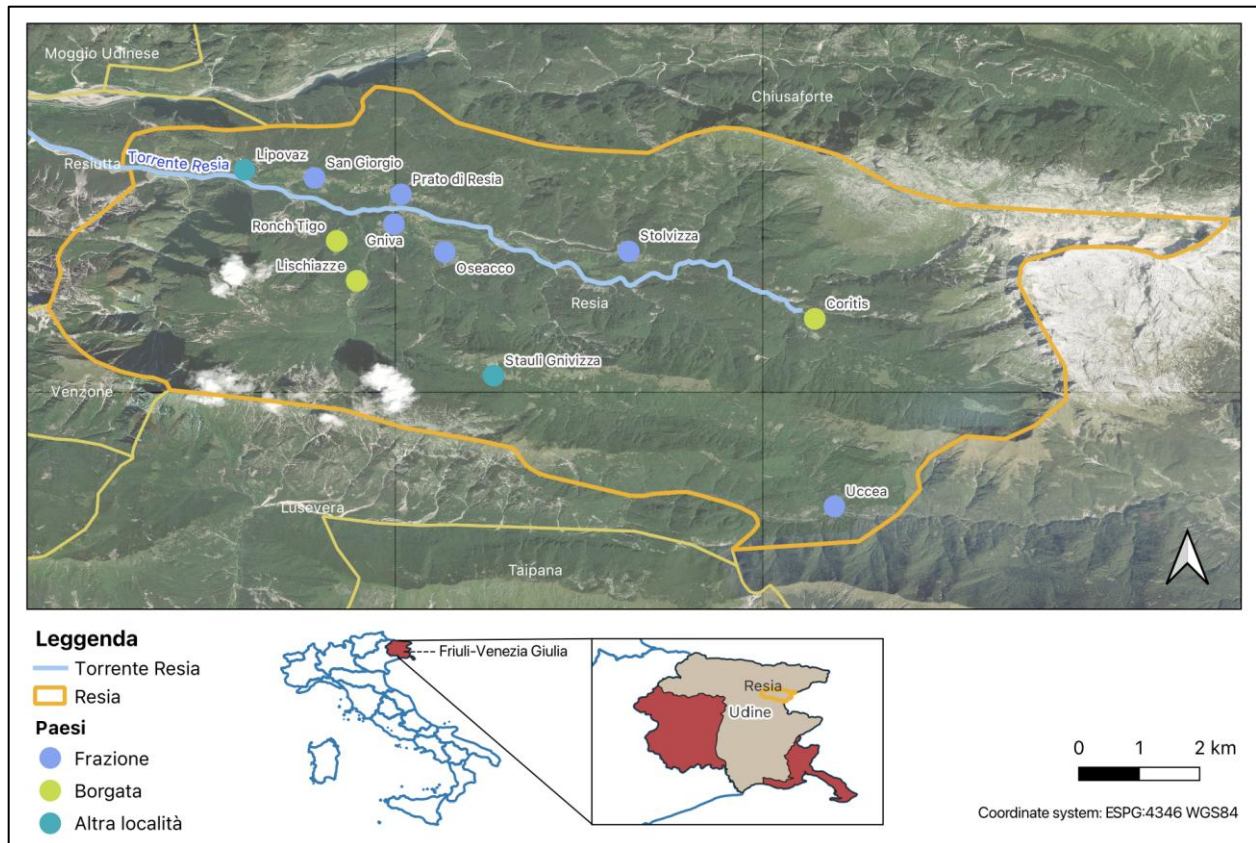 Moggio Udinese
Chiusaforte
Resiutta
Torrente Resia
Lipovaz
San Giorgio
Prato di Resia
Ronch Tigo
Gniva
Stolvizza
Lischiazze
Oseacco
Resia
Coritis
Stauli Gnivizza
Venzone
Uccea
Lusevera
Taipana
Leggenda
Torrente Resia
Resia
Paesi
Frazione
Borgata
Altra località
Friuli-Venezia Giulia
Resia
Udine
0 1 2 km
Coordinate system: ESPG:4346 WGS84